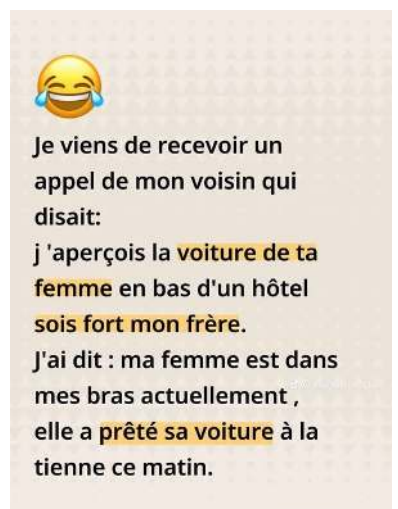 😂
Je viens de recevoir un
appel de mon voisin qui
disait:
j 'aperçois la voiture de ta
femme en bas d'un hôtel
sois fort mon frère.
J'ai dit : ma femme est dans
mes bras actuellement ,
elle a prêté sa voiture à la
tienne ce matin.